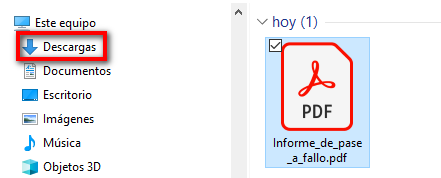 Este equipo
Descargas
Documentos
Escritorio
Imágenes
Música
Objetos 3D
hoy (1)
PDF
Informe_de_pase
_a_fallo.pdf